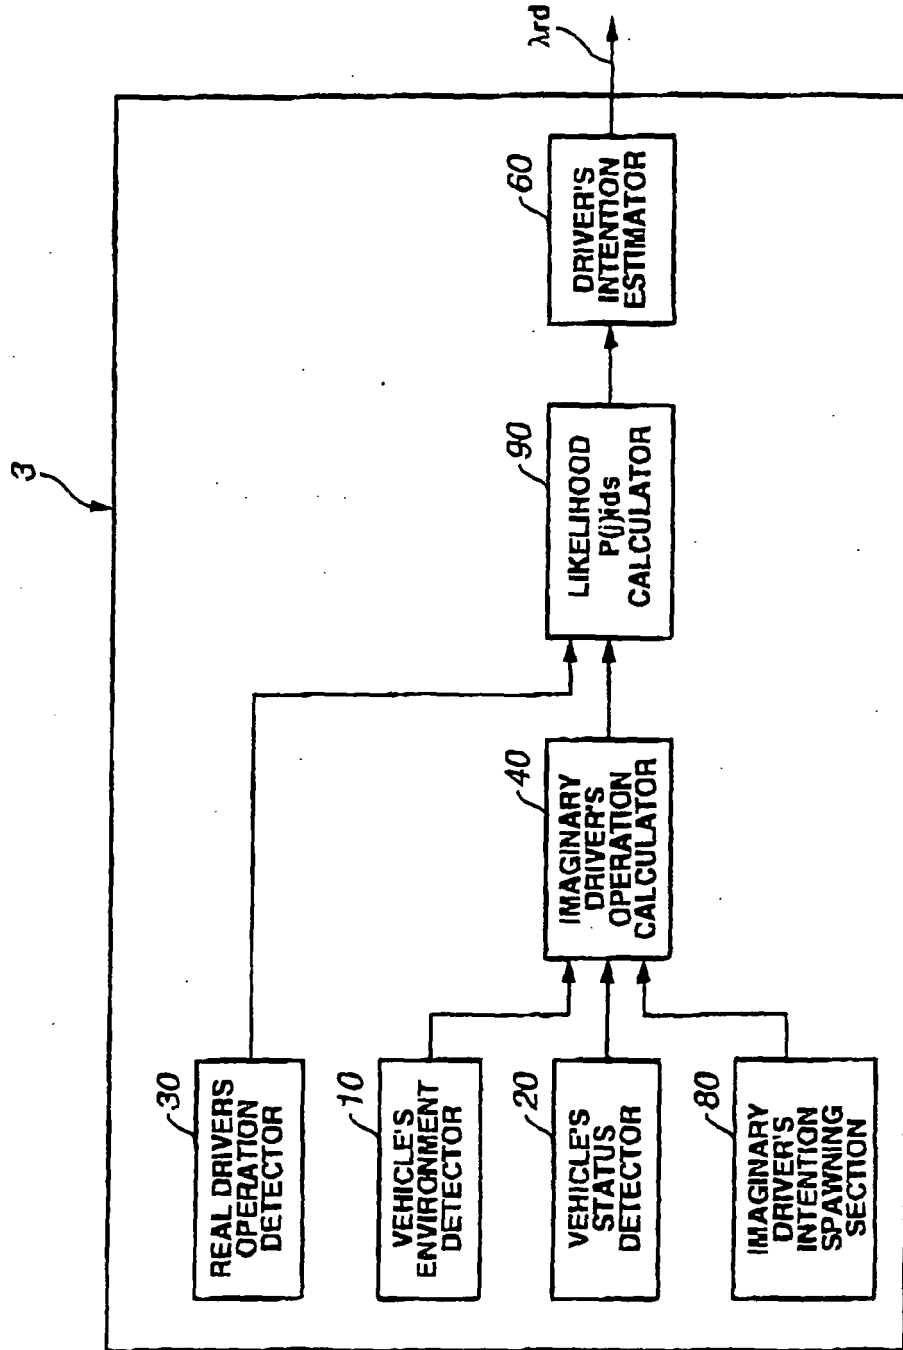 3
30
REAL DRIVERS
OPERATION
DETECTOR
10
VEHICLE'S
ENVIRONMENT
DETECTOR
20
VEHICLE'S
STATUS
DETECTOR
80
IMAGINARY
DRIVER'S
INTENTION
SPAWNING
SECTION
40
IMAGINARY
DRIVER'S
OPERATION
CALCULATOR
90
LIKELIHOOD
P(j)ids
CALCULATOR
60
DRIVER'S
INTENTION
ESTIMATOR
λrd